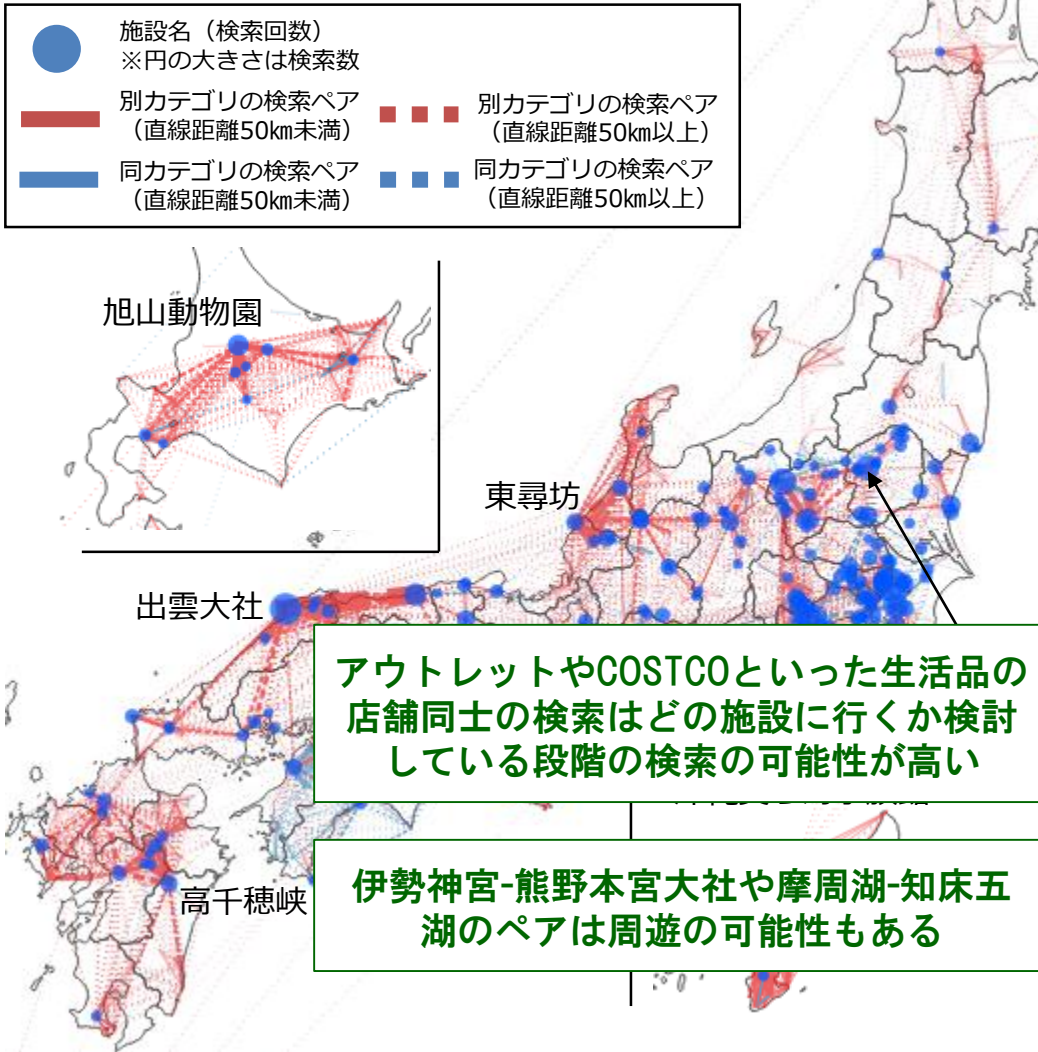 施設名（検索回数）
※円の大きさは検索数
別カテゴリの検索ペア
（直線距離50km未満）
別カテゴリの検索ペア
（直線距離50km以上）
同カテゴリの検索ペア
（直線距離50km未満）
同カテゴリの検索ペア
（直線距離50km以上）
旭山動物園
東尋坊
出雲大社
アウトレットやCOSTCOといった生活品の
店舗同士の検索はどの施設に行くか検討
している段階の検索の可能性が高い
高千穂峡
伊勢神宮-熊野本宮大社や摩周湖-知床五
湖のペアは周遊の可能性もある